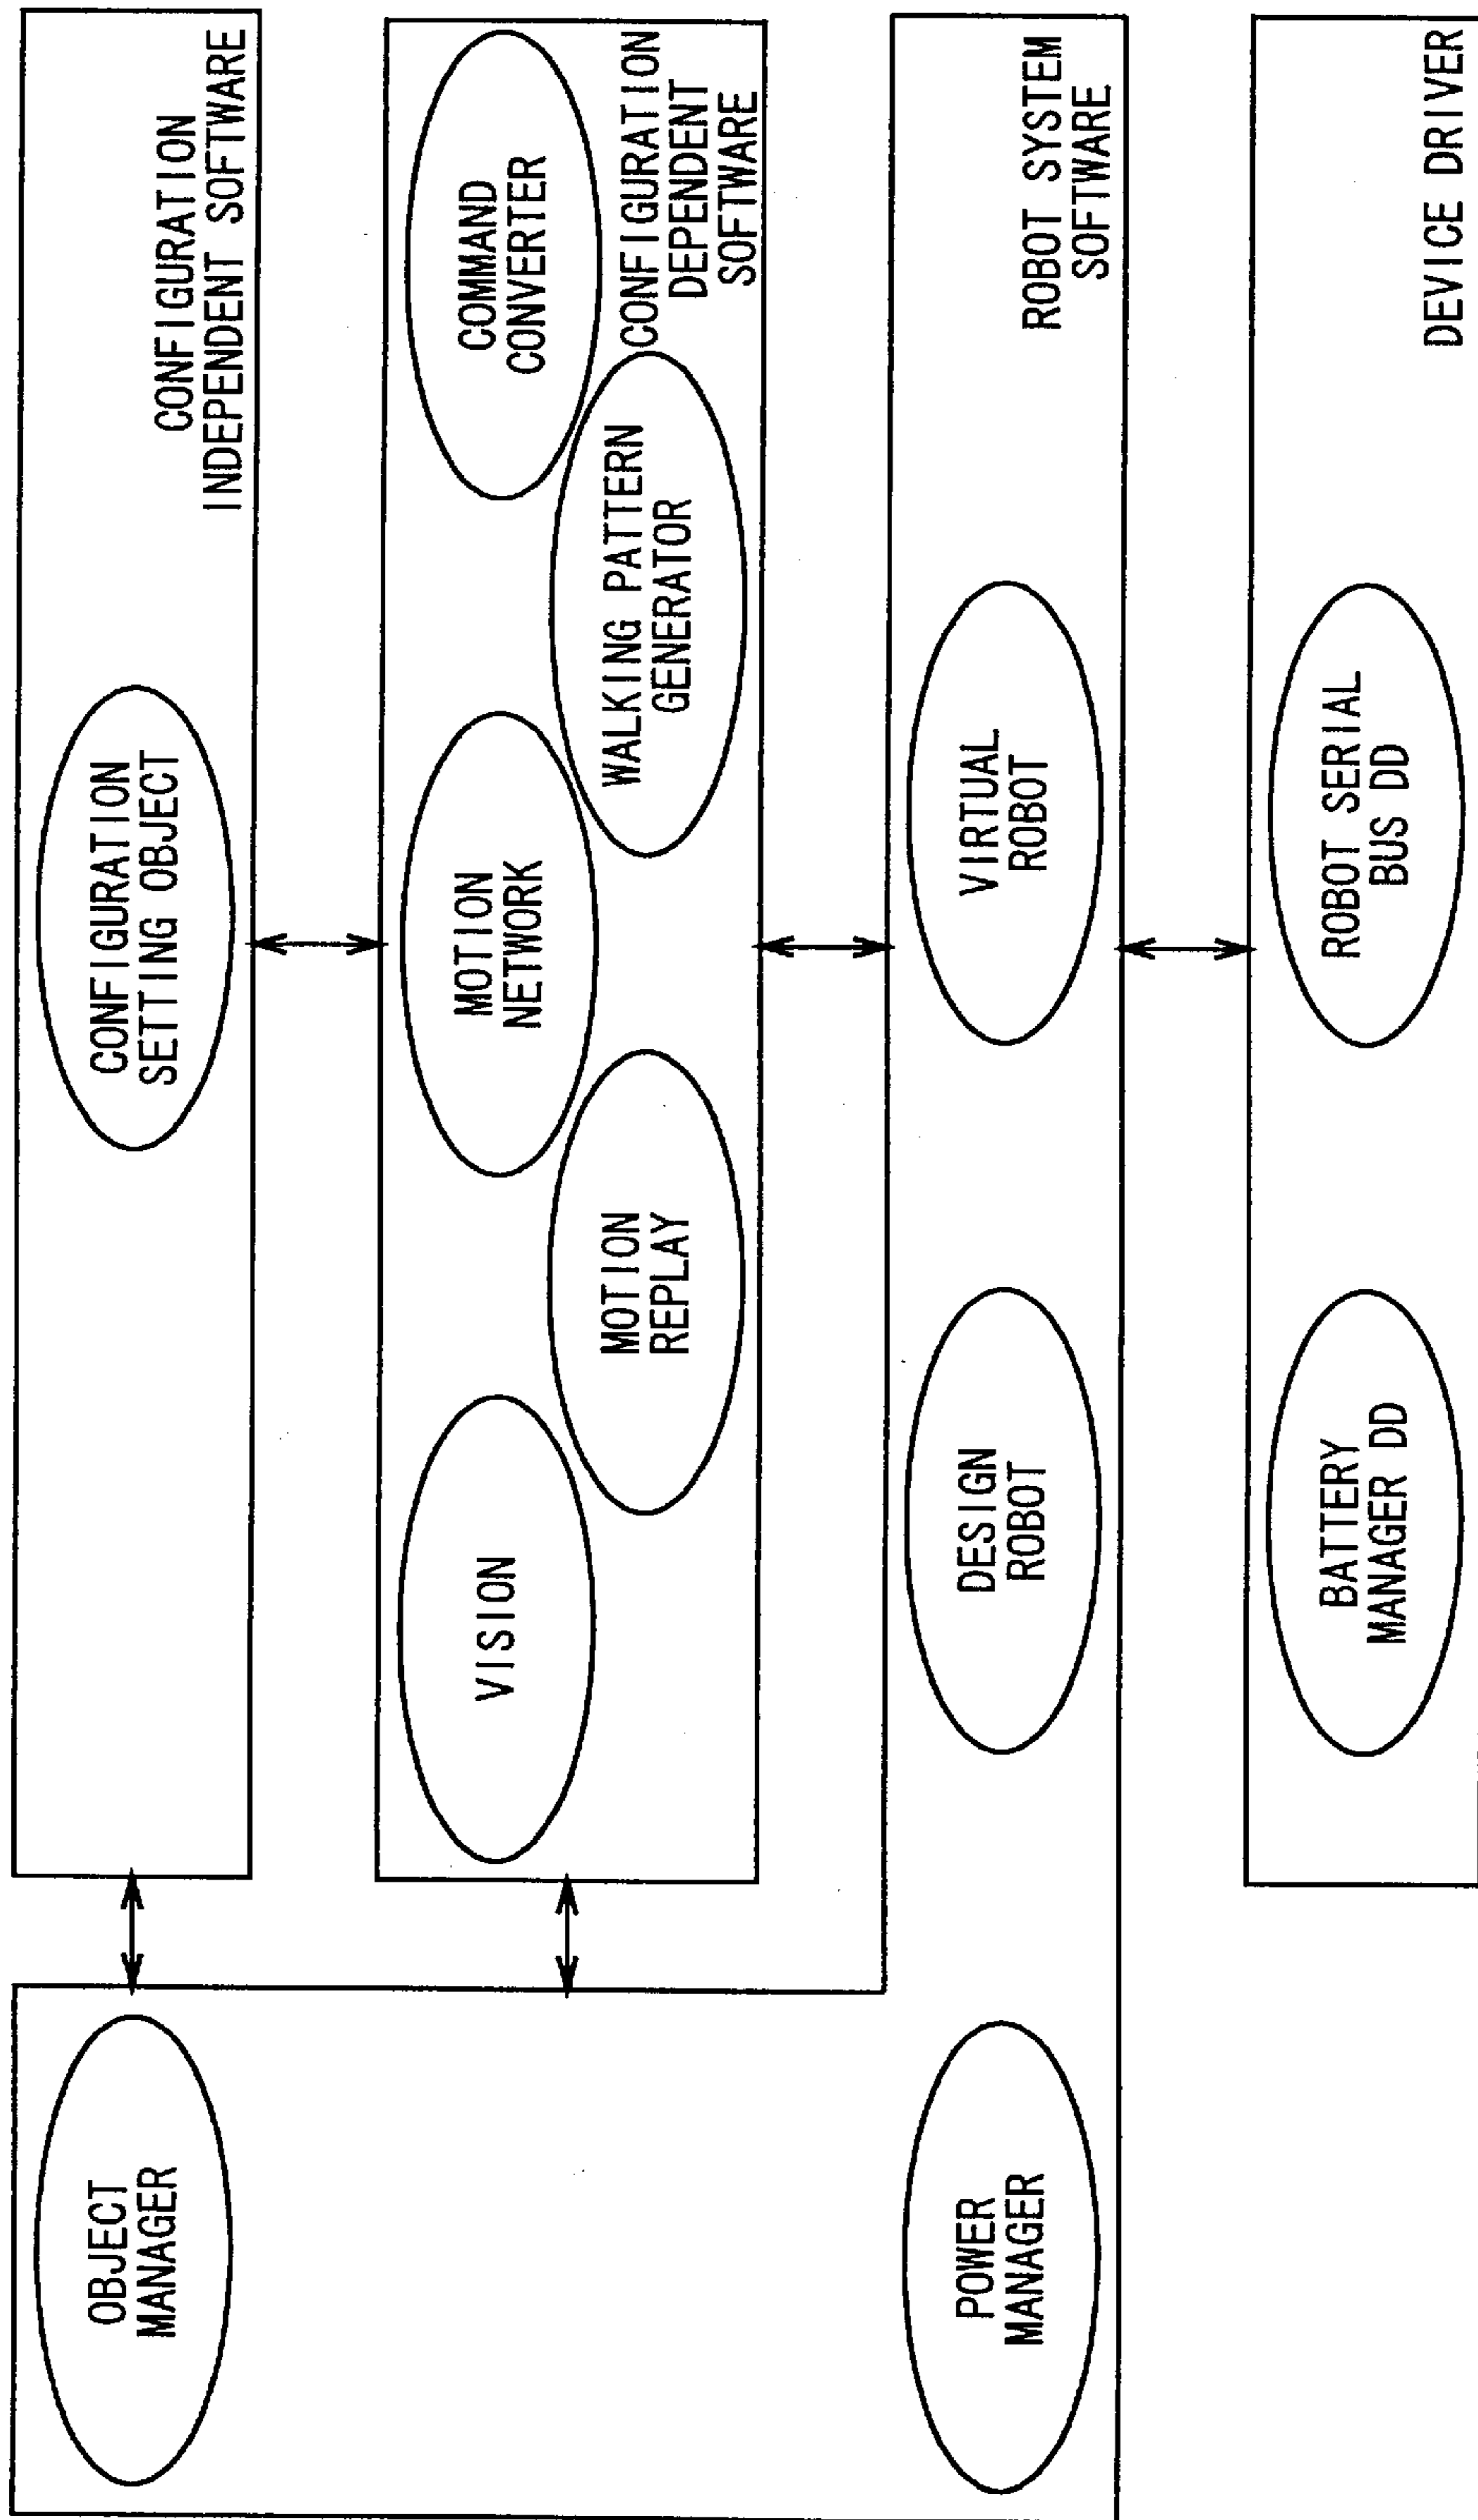 OBJECT
MANAGER
CONFIGURATION
SETTING OBJECT
CONFIGURATION
INDEPENDENT SOFTWARE
VISION
MOTION
NETWORK
COMMAND
CONVERTER
MOTION
REPLAY
WALKING PATTERN
GENERATOR
CONFIGURATION
DEPENDENT
SOFTWARE
POWER
MANAGER
DESIGN
ROBOT
VIRTUAL
ROBOT
ROBOT SYSTEM
SOFTWARE
BATTERY
MANAGER DD
ROBOT SERIAL
BUS DD
DEVICE DRIVER